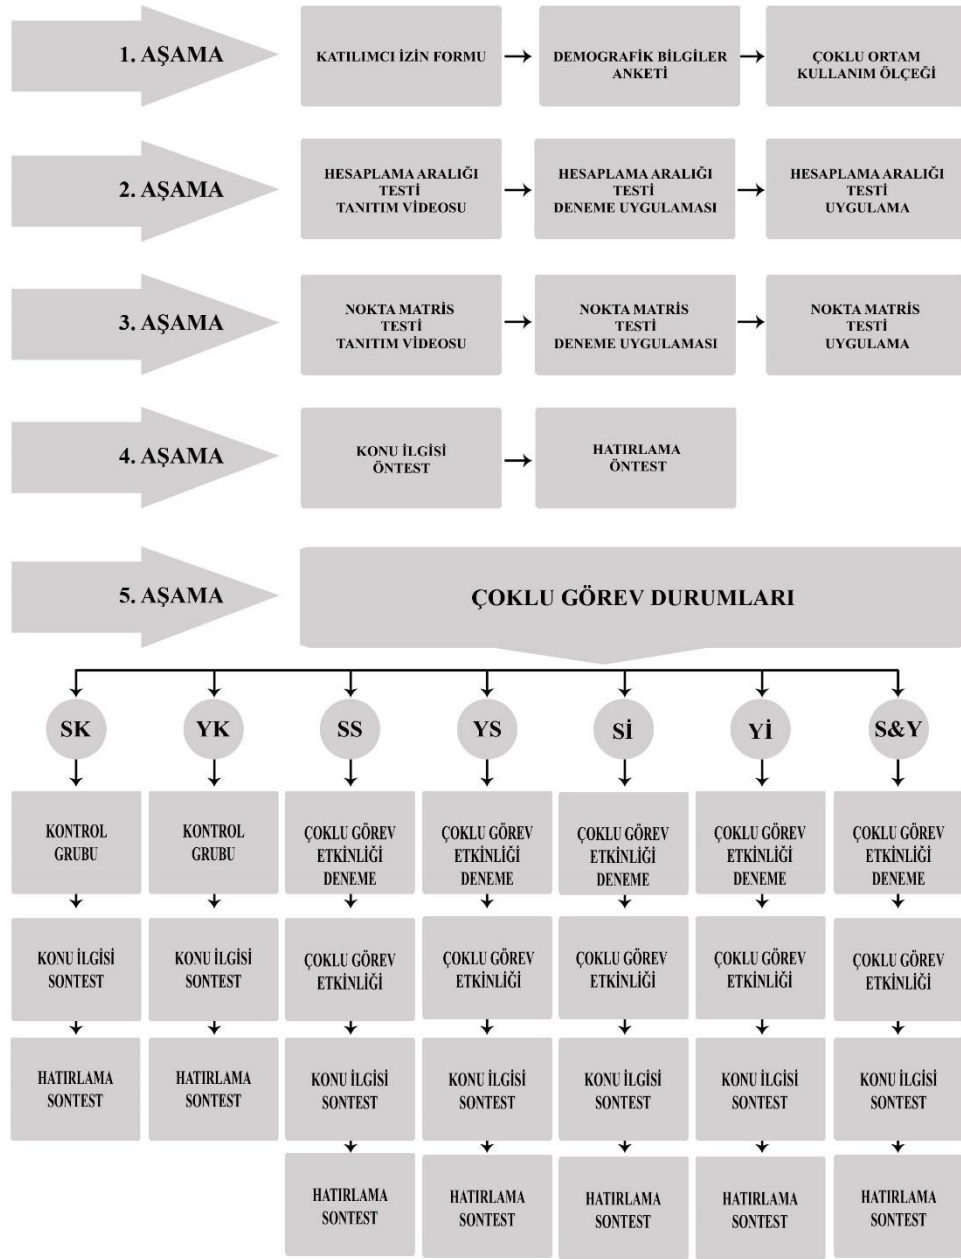 1. AŞAMA
KATILIMCI İZİN FORMU
DEMOGRAFİK BİLGİLER
ANKETİ
ÇOKLU ORTAM
KULLANIM ÖLÇEĞİ
2. AŞAMA
HESAPLAMA ARALIĞI
TESTİ
TANITIM VİDEOSU
HESAPLAMA ARALIĞI
TESTİ
DENEME UYGULAMASI
HESAPLAMA ARALIĞI
TESTİ
UYGULAMA
3. AŞAMA
NOKTA MATRİS
TESTİ
TANITIM VİDEOSU
NOKTA MATRİS
TESTİ
DENEME UYGULAMASI
NOKTA MATRİS
TESTİ
UYGULAMA
4. AŞAMA
KONU İLGİSİ
ÖNTEST
HATIRLAMA
ÖNTEST
5. AŞAMA
ÇOKLU GÖREV DURUMLARI
SK
YK
SS
YS
Sİ
Yİ
S&Y
KONTROL
GRUBU
KONTROL
GRUBU
ÇOKLU GÖREV
ETKİNLİĞİ
DENEME
ÇOKLU GÖREV
ETKİNLİĞİ
DENEME
ÇOKLU GÖREV
ETKİNLİĞİ
DENEME
ÇOKLU GÖREV
ETKİNLİĞİ
DENEME
ÇOKLU GÖREV
ETKİNLİĞİ
DENEME
KONU İLGİSİ
SONTEST
KONU İLGİSİ
SONTEST
ÇOKLU GÖREV
ETKİNLİĞİ
ÇOKLU GÖREV
ETKİNLİĞİ
ÇOKLU GÖREV
ETKİNLİĞİ
ÇOKLU GÖREV
ETKİNLİĞİ
ÇOKLU GÖREV
ETKİNLİĞİ
HATIRLAMA
SONTEST
HATIRLAMA
SONTEST
KONU İLGİSİ
SONTEST
KONU İLGİSİ
SONTEST
KONU İLGİSİ
SONTEST
KONU İLGİSİ
SONTEST
KONU İLGİSİ
SONTEST
HATIRLAMA
SONTEST
HATIRLAMA
SONTEST
HATIRLAMA
SONTEST
HATIRLAMA
SONTEST
HATIRLAMA
SONTEST